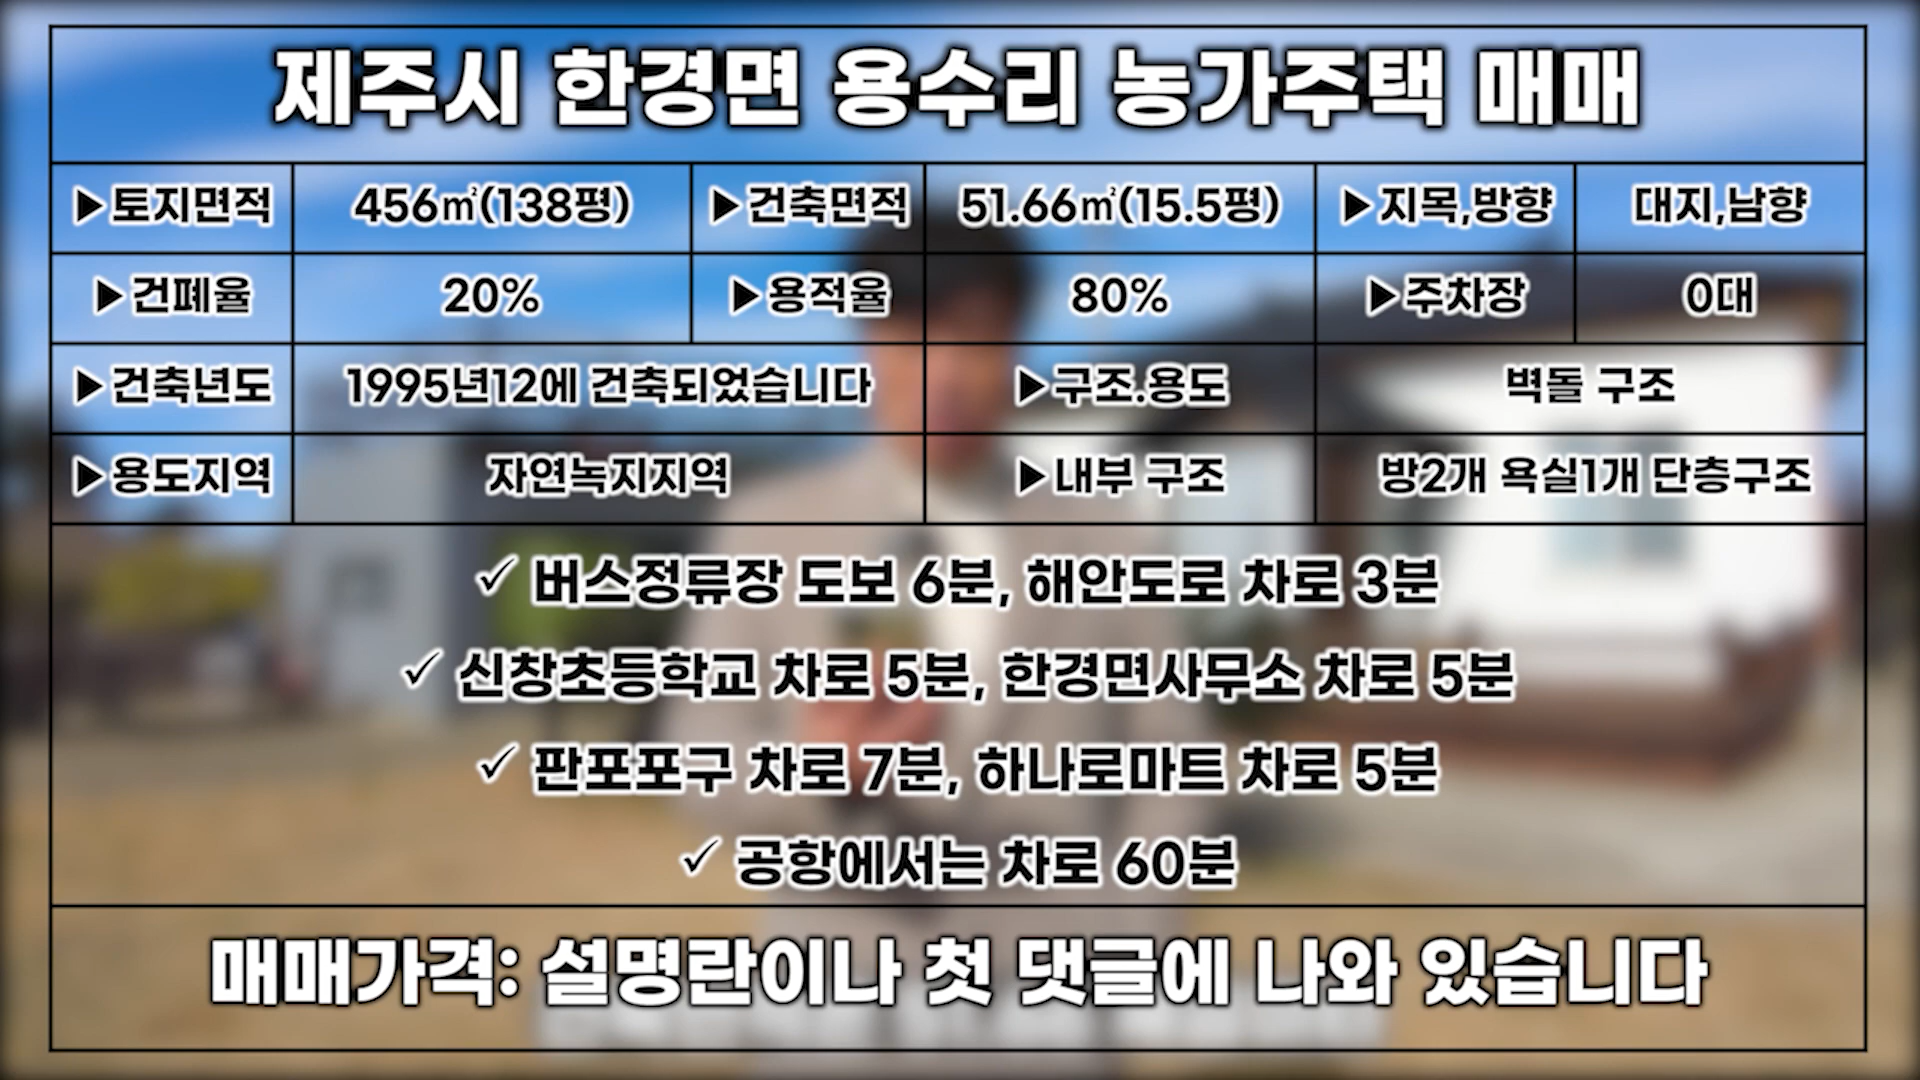 제주시 한경면 용수리 농가주택 매매
▶토지면적 456㎡(138평) ▶건축면적 51.66㎡(15.5평) ▶지목,방향 대지,남향
▶건폐율 20% ▶용적율 80% ▶주차장 0대
▶건축년도 1995년12에 건축되었습니다 ▶구조.용도 벽돌 구조
▶용도지역 자연녹지지역 ▶내부 구조 방2개 욕실1개 단층구조
✓ 버스정류장 도보 6분, 해안도로 차로 3분
✓ 신창초등학교 차로 5분, 한경면사무소 차로 5분
✓ 판포포구 차로 7분, 하나로마트 차로 5분
✓ 공항에서는 차로 60분
매매가격: 설명란이나 첫 댓글에 나와 있습니다